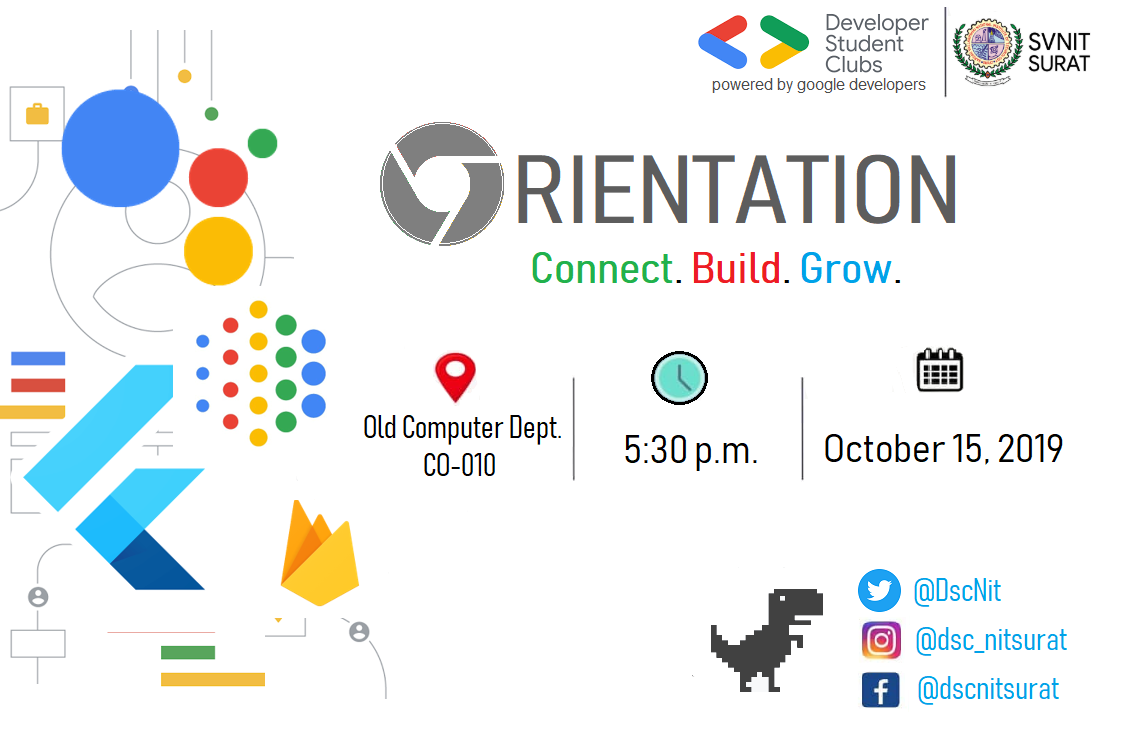 Developer
Student
Clubs
powered by google developers
SVNIT
SURAT
ORIENTATION
Connect. Build. Grow.
Old Computer Dept.
CO-010
5:30 p.m.
October 15, 2019
@DscNit
@dsc_nitsurat
@dscnitsurat